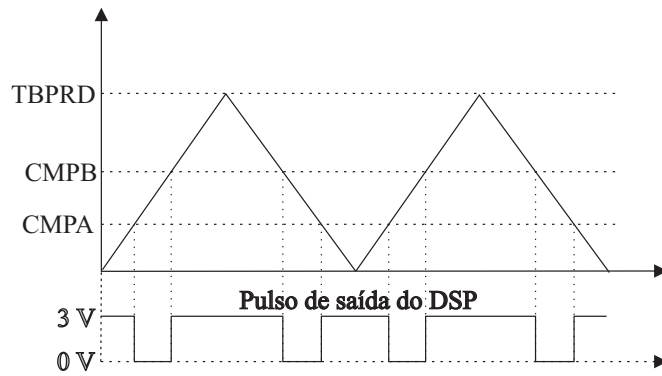 TBPRD
CMPB
CMPA
Pulso de saída do DSP
3 V
0 V